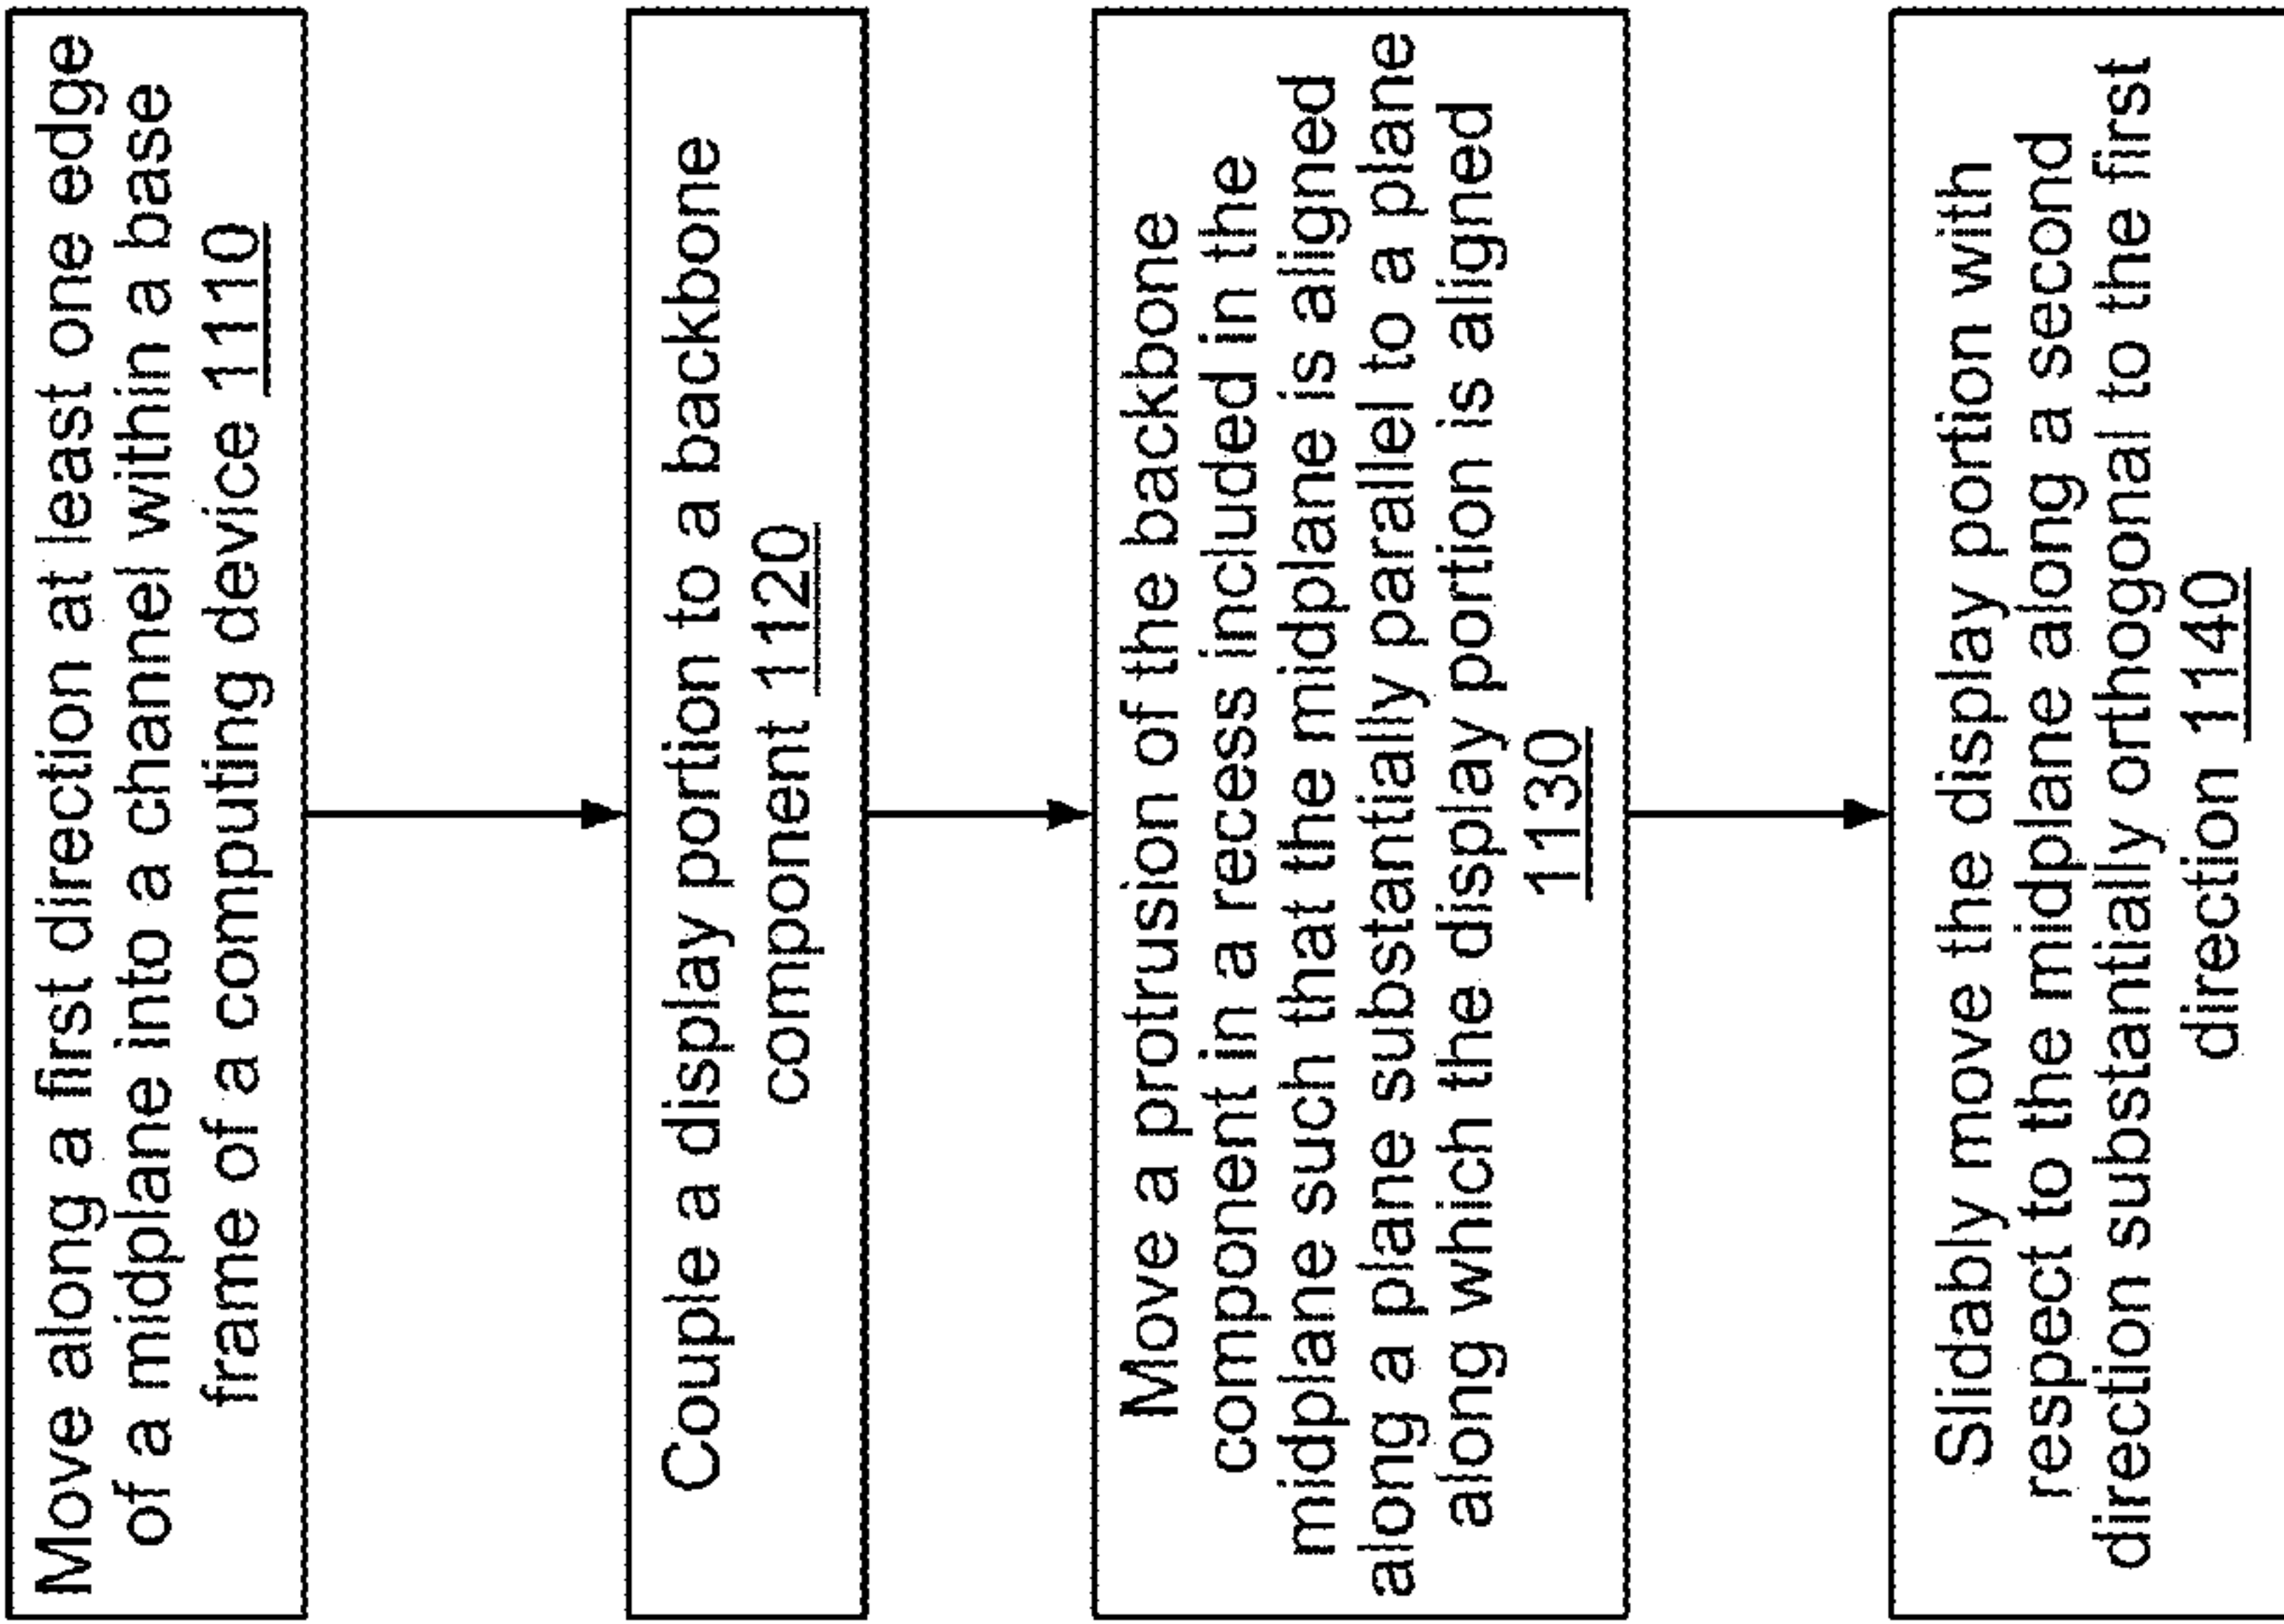 Move along a first direction at least one edge
of a midplane into a channel within a base
frame of a computing device 1110
Couple a display portion to a backbone
component 1120
Move a protrusion of the backbone
component in a recess included in the
midplane such that the midplane is aligned
along a plane substantially parallel to a plane
along which the display portion is aligned
1130
Slidably move the display portion with
respect to the midplane along a second
direction substantially orthogonal to the first
direction 1140